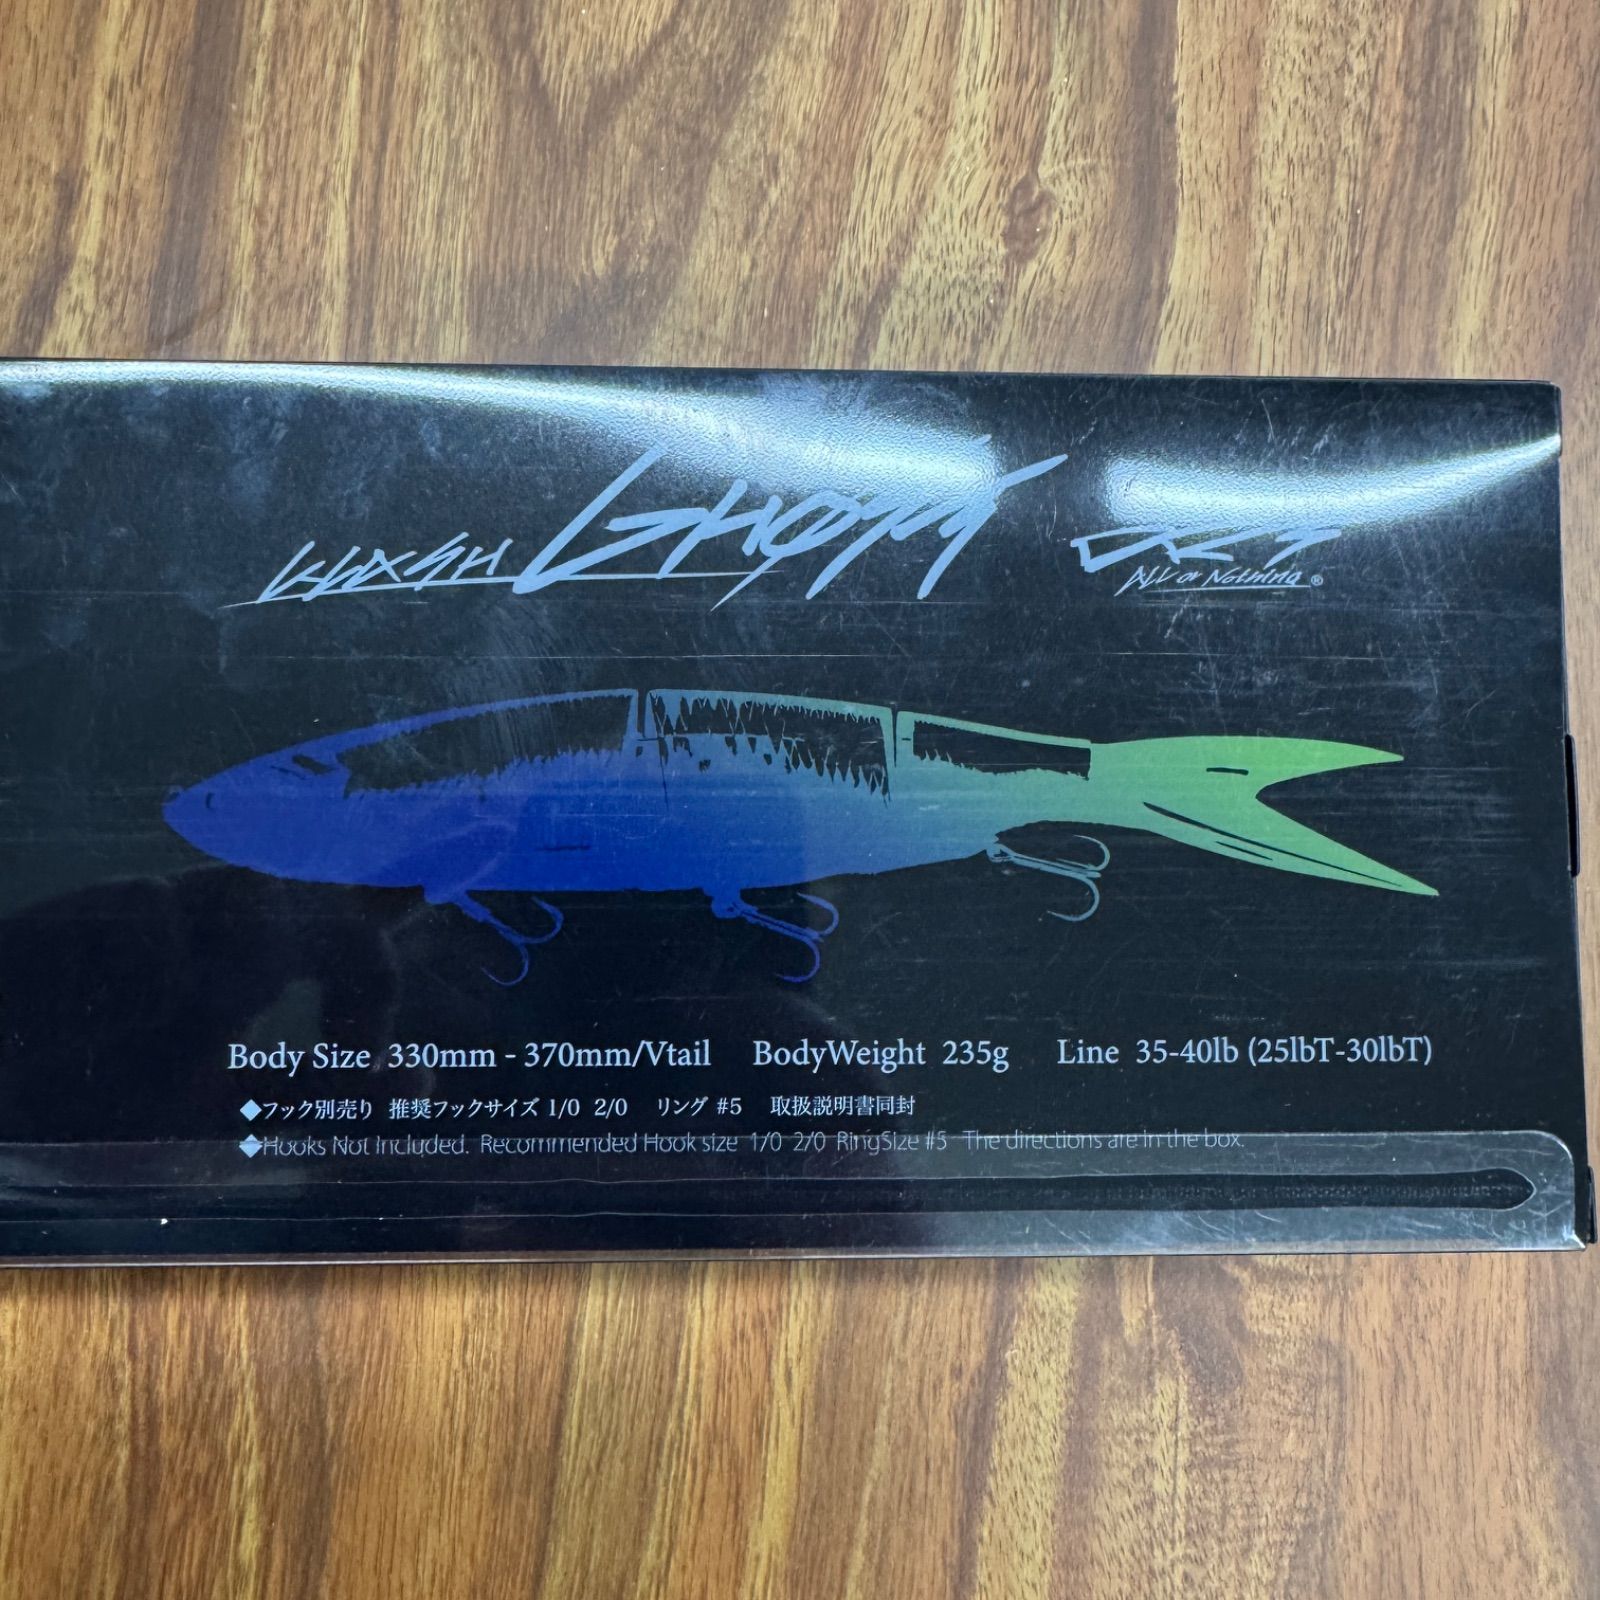 KLASH GHOST DRT
All or Nothing®
Body Size 330mm - 370mm/Vtail BodyWeight 235g Line 35-40lb (25lbT-30lbT)
◆フック別売り 推奨フックサイズ 1/0 2/0 リング #5 取扱説明書同封
◆Hooks Not Included. Recommended Hook size 1/0 2/0 RingSize #5 The directions are in the box.